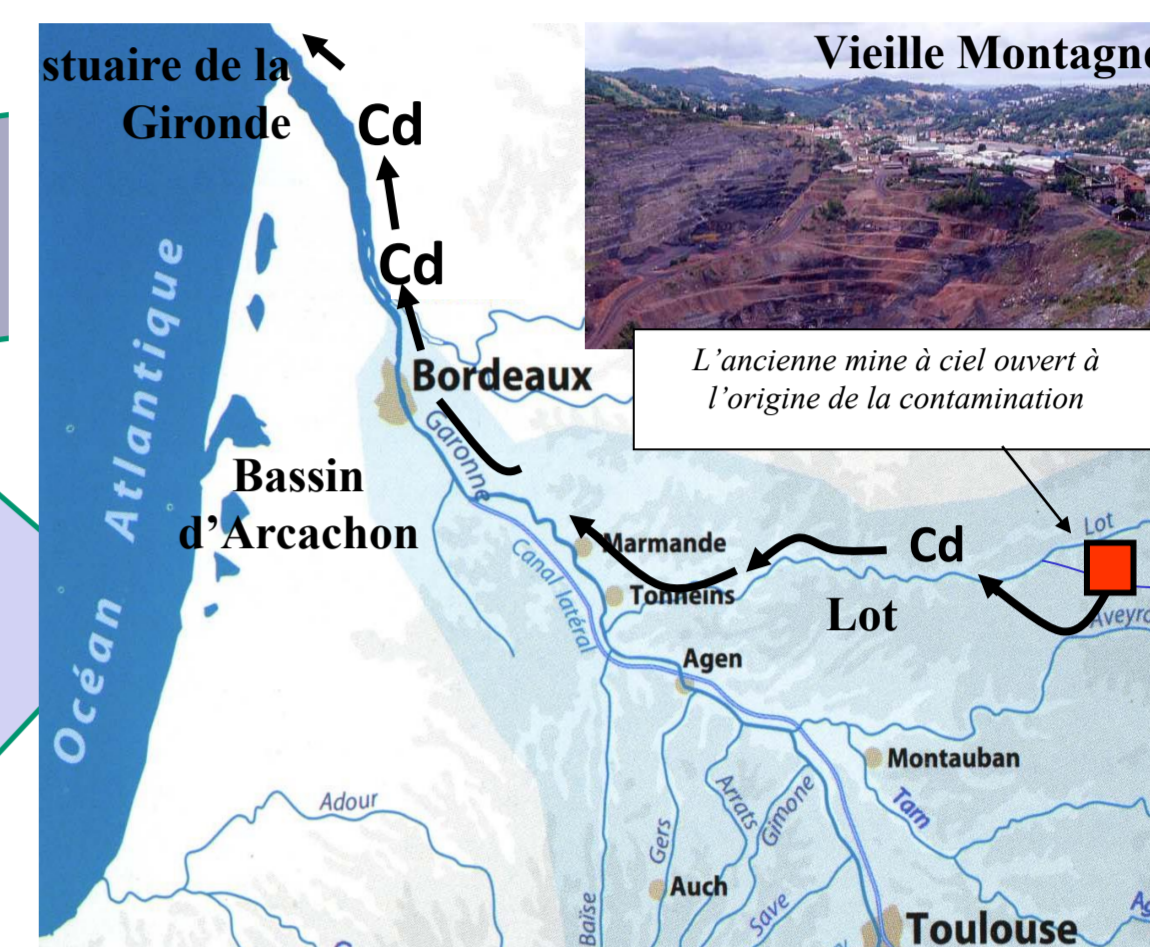 stuaire de la
Gironde
Vieille Montagne
Cd
Cd
L'ancienne mine à ciel ouvert à
l'origine de la contamination
Océan Atlantique
Bordeaux
Garonne
Bassin
d'Arcachon
Canal latéral
Marmande
Tonneins
Cd
Lot
Lot
Aveyro
Agen
Montauban
Tarn
Adour
Arrats
Gimone
Gers
Auch
Baïse
Save
Toulouse